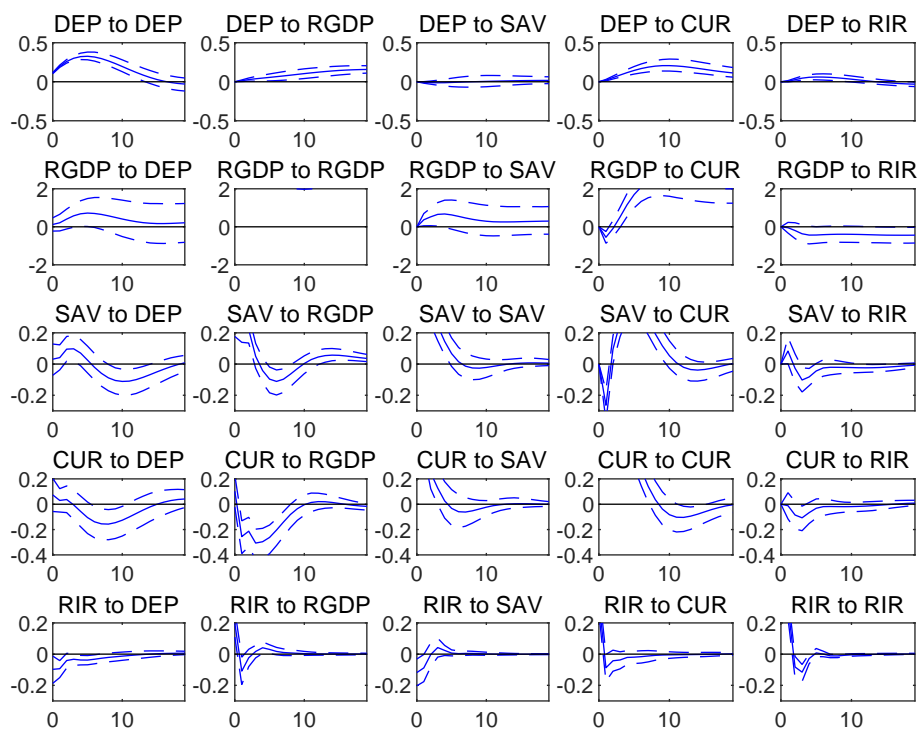 DEP to DEP DEP to RGDP DEP to SAV DEP to CUR DEP to RIR
0.5 0.5 0.5 0.5 0.5
0 0 0 0 0
-0.5 -0.5 -0.5 -0.5 -0.5
0 10 0 10 0 10 0 10 0 10
RGDP to DEP RGDP to RGDP RGDP to SAV RGDP to CUR RGDP to RIR
2 2 2 2 2
0 0 0 0 0
-2 -2 -2 -2 -2
0 10 0 10 0 10 0 10 0 10
SAV to DEP SAV to RGDP SAV to SAV SAV to CUR SAV to RIR
0.2 0.2 0.2 0.2 0.2
0 0 0 0 0
-0.2 -0.2 -0.2 -0.2 -0.2
0 10 0 10 0 10 0 10 0 10
CUR to DEP CUR to RGDP CUR to SAV CUR to CUR CUR to RIR
0.2 0.2 0.2 0.2 0.2
0 0 0 0 0
-0.2 -0.2 -0.2 -0.2 -0.2
-0.4 -0.4 -0.4 -0.4 -0.4
0 10 0 10 0 10 0 10 0 10
RIR to DEP RIR to RGDP RIR to SAV RIR to CUR RIR to RIR
0.2 0.2 0.2 0.2 0.2
0 0 0 0 0
-0.2 -0.2 -0.2 -0.2 -0.2
0 10 0 10 0 10 0 10 0 10